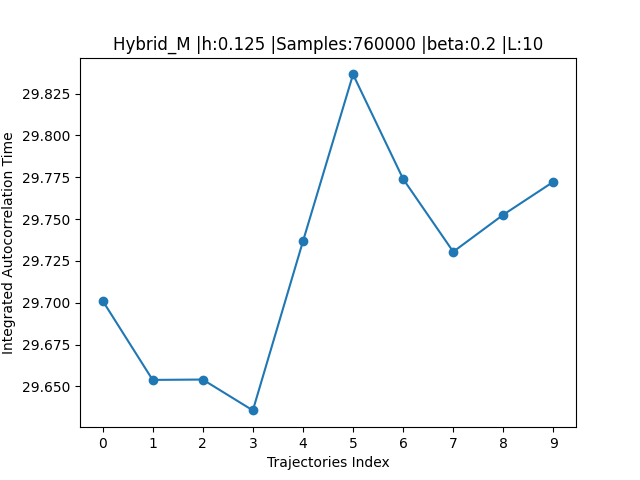 Hybrid_M |h:0.125 |Samples:760000 |beta:0.2 |L:10
Integrated Autocorrelation Time
29.825
29.800
29.775
29.750
29.725
29.700
29.675
29.650
0 1 2 3 4 5 6 7 8 9
Trajectories Index